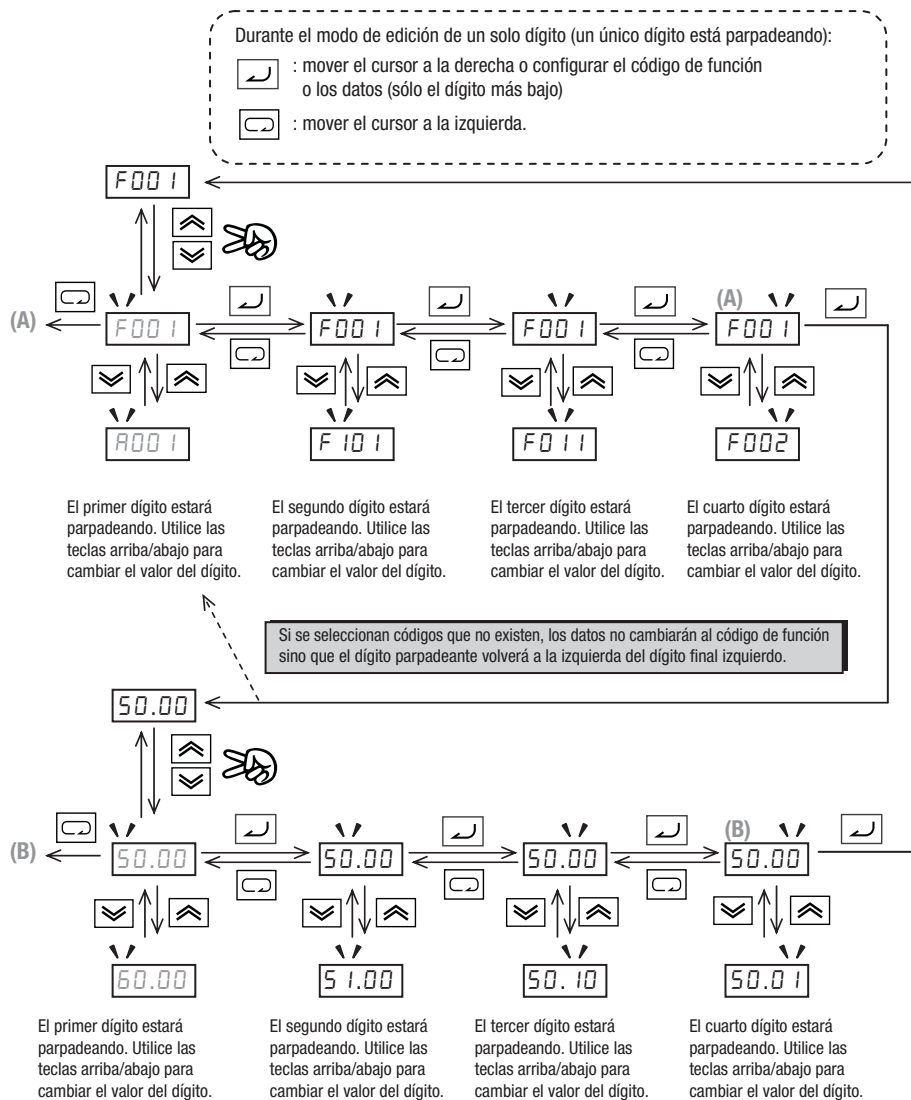 Durante el modo de edición de un solo dígito (un único dígito está parpadeando):
: mover el cursor a la derecha o configurar el código de función
o los datos (sólo el dígito más bajo)
: mover el cursor a la izquierda.
F001
(A)
F001
F001
F001
(A)
F001
A001
F101
F011
F002
El primer dígito estará
parpadeando. Utilice las
teclas arriba/abajo para
cambiar el valor del dígito.
El segundo dígito estará
parpadeando. Utilice las
teclas arriba/abajo para
cambiar el valor del dígito.
El tercer dígito estará
parpadeando. Utilice las
teclas arriba/abajo para
cambiar el valor del dígito.
El cuarto dígito estará
parpadeando. Utilice las
teclas arriba/abajo para
cambiar el valor del dígito.
Si se seleccionan códigos que no existen, los datos no cambiarán al código de función
sino que el dígito parpadeante volverá a la izquierda del dígito final izquierdo.
50.00
(B)
50.00
50.00
50.00
(B)
50.00
60.00
51.00
50.10
50.01
El primer dígito estará
parpadeando. Utilice las
teclas arriba/abajo para
cambiar el valor del dígito.
El segundo dígito estará
parpadeando. Utilice las
teclas arriba/abajo para
cambiar el valor del dígito.
El tercer dígito estará
parpadeando. Utilice las
teclas arriba/abajo para
cambiar el valor del dígito.
El cuarto dígito estará
parpadeando. Utilice las
teclas arriba/abajo para
cambiar el valor del dígito.